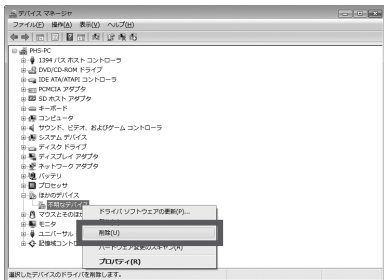 デバイス マネージャ
ファイル(F) 操作(A) 表示(V) ヘルプ(H)
PHS-PC
1394 バス ホスト コントローラ
DVD/CD-ROM ドライブ
IDE ATA/ATAPI コントローラ
PCMCIA アダプタ
SD ホスト アダプタ
キーボード
コンピュータ
サウンド、ビデオ、およびゲーム コントローラ
システム デバイス
ディスク ドライブ
ディスプレイ アダプタ
ネットワーク アダプタ
バッテリ
プロセッサ
ほかのデバイス
不明なデバイ
ドライバ ソフトウェアの更新(P)...
マウスとそのほか
モニタ
削除(U)
ユニバーサル
ハードウェア変更のスキャン(A)
記憶域コント
プロパティ(R)
選択したデバイスのドライバを削除します。